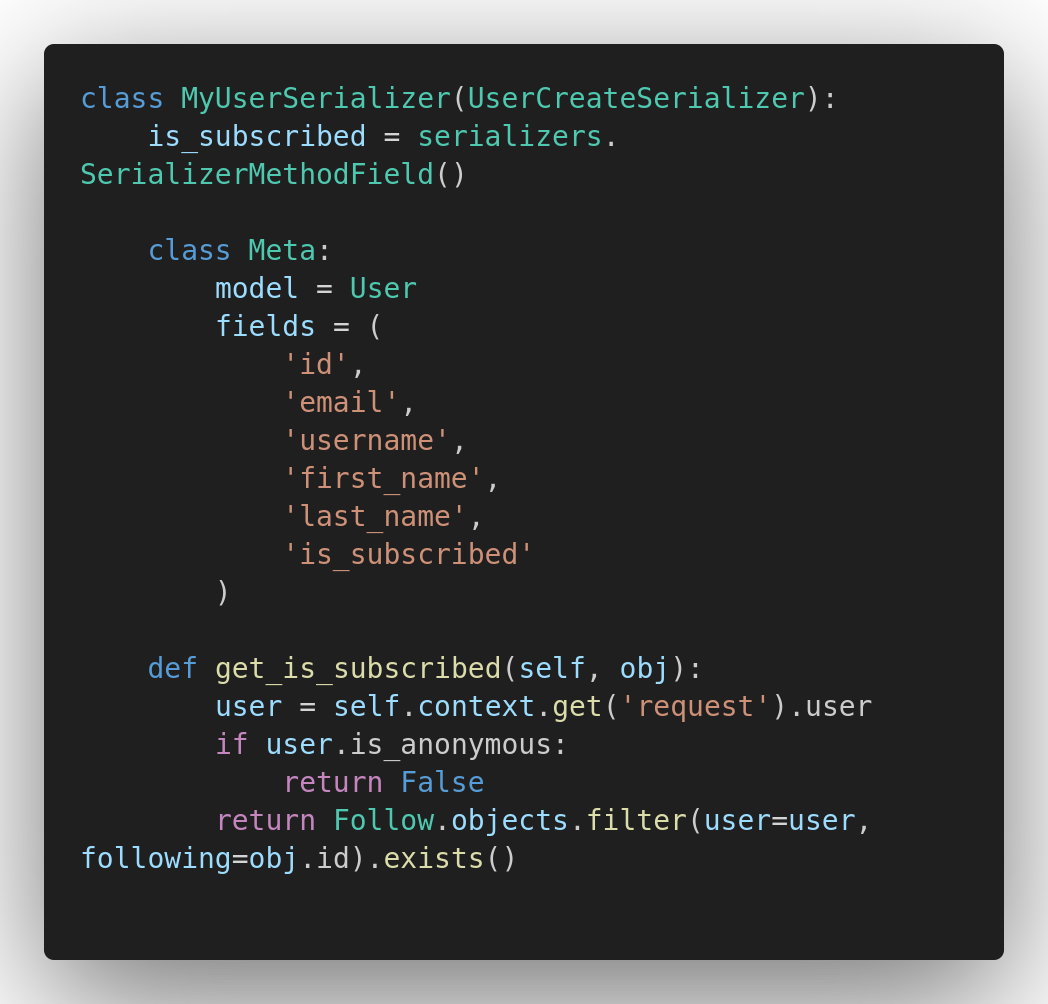 class MyUserSerializer(UserCreateSerializer):
    is_subscribed = serializers.
SerializerMethodField()

    class Meta:
        model = User
        fields = (
            'id',
            'email',
            'username',
            'first_name',
            'last_name',
            'is_subscribed'
        )

    def get_is_subscribed(self, obj):
        user = self.context.get('request').user
        if user.is_anonymous:
            return False
        return Follow.objects.filter(user=user,
following=obj.id).exists()